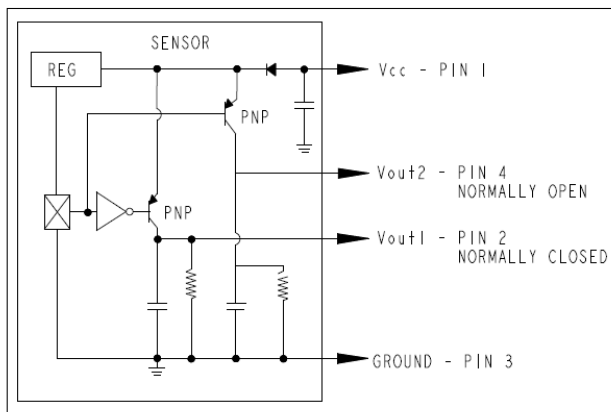 SENSOR
REG
Vcc - PIN 1
PNP
Vout2 - PIN 4
NORMALLY OPEN
PNP
Vout1 - PIN 2
NORMALLY CLOSED
GROUND - PIN 3